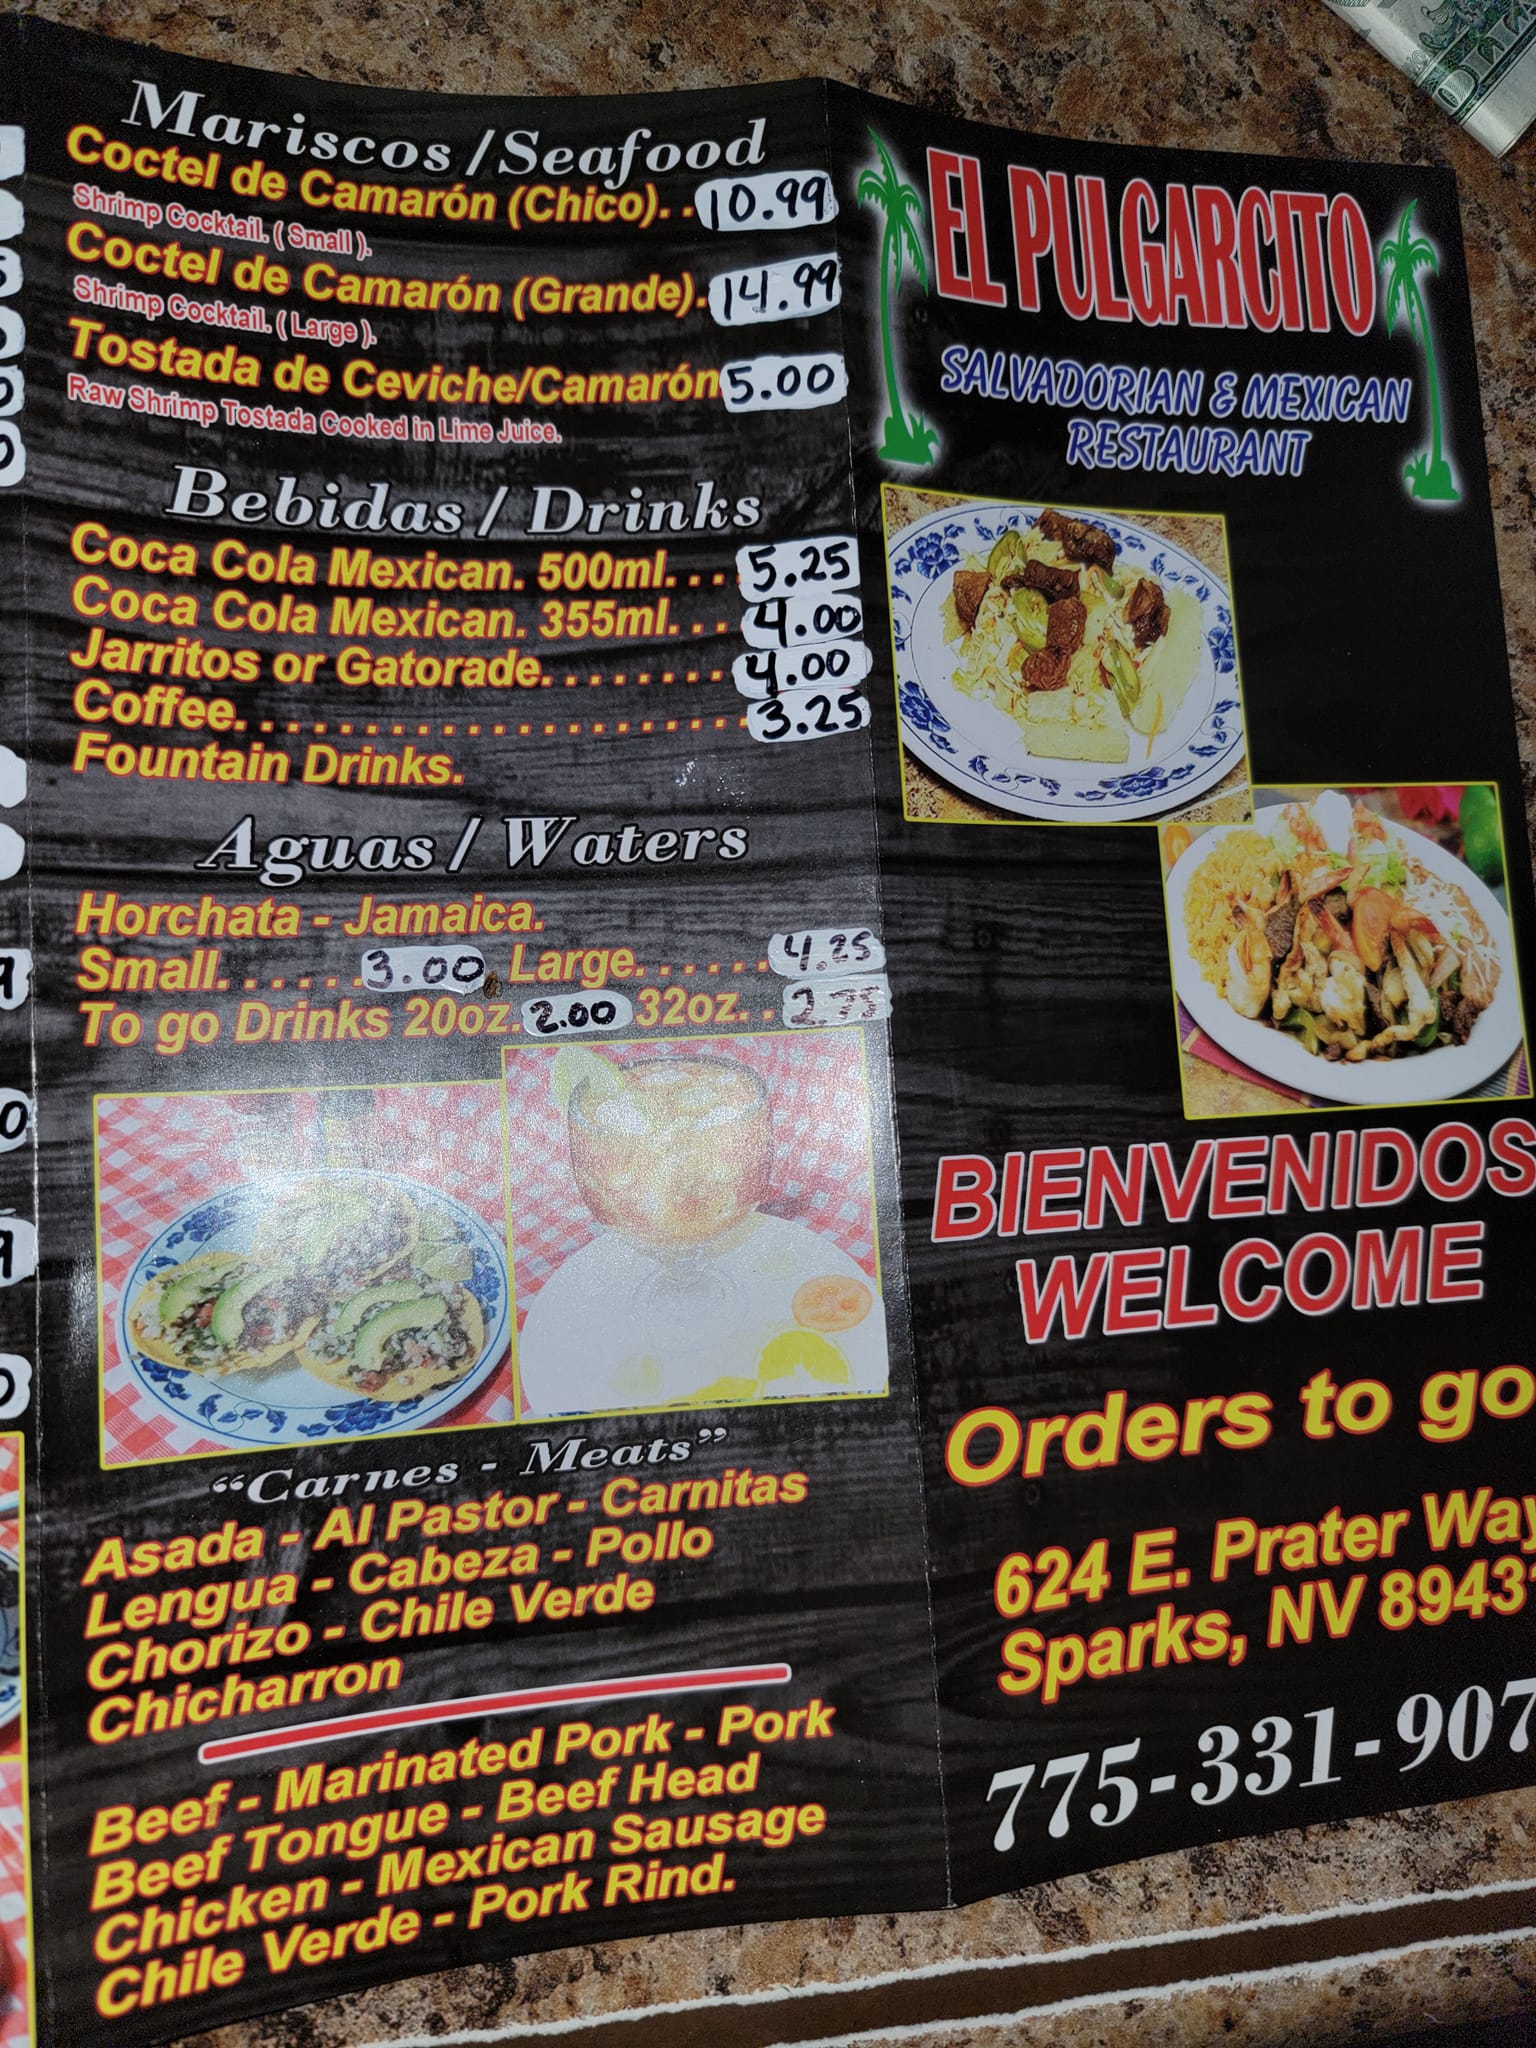 Mariscos / Seafood
Coctel de Camarón (Chico). . 10.99
Shrimp Cocktail. ( Small ).
Coctel de Camarón (Grande). 14.99
Shrimp Cocktail. ( Large ).
Tostada de Ceviche/Camarón 5.00
Raw Shrimp Tostada Cooked in Lime Juice.
Bebidas / Drinks
Coca Cola Mexican. 500ml. . . . 5.25
Coca Cola Mexican. 355ml. . . . 4.00
Jarritos or Gatorade. . . . . . . . . 4.00
Coffee. . . . . . . . . . . . . . . . . . . . . . 3.25
Fountain Drinks.
Aguas / Waters
Horchata - Jamaica.
Small. . . . . . 3.00 Large. . . . . . . 4.25
To go Drinks 20oz. 2.00 32oz. . 2.75
"Carnes - Meats"
Asada - Al Pastor - Carnitas
Lengua - Cabeza - Pollo
Chorizo - Chile Verde
Chicharron
Beef - Marinated Pork - Pork
Beef Tongue - Beef Head
Chicken - Mexican Sausage
Chile Verde - Pork Rind.
EL PULGARCITO
SALVADORIAN & MEXICAN
RESTAURANT
BIENVENIDOS
WELCOME
Orders to go
624 E. Prater Way
Sparks, NV 8943
775-331-907